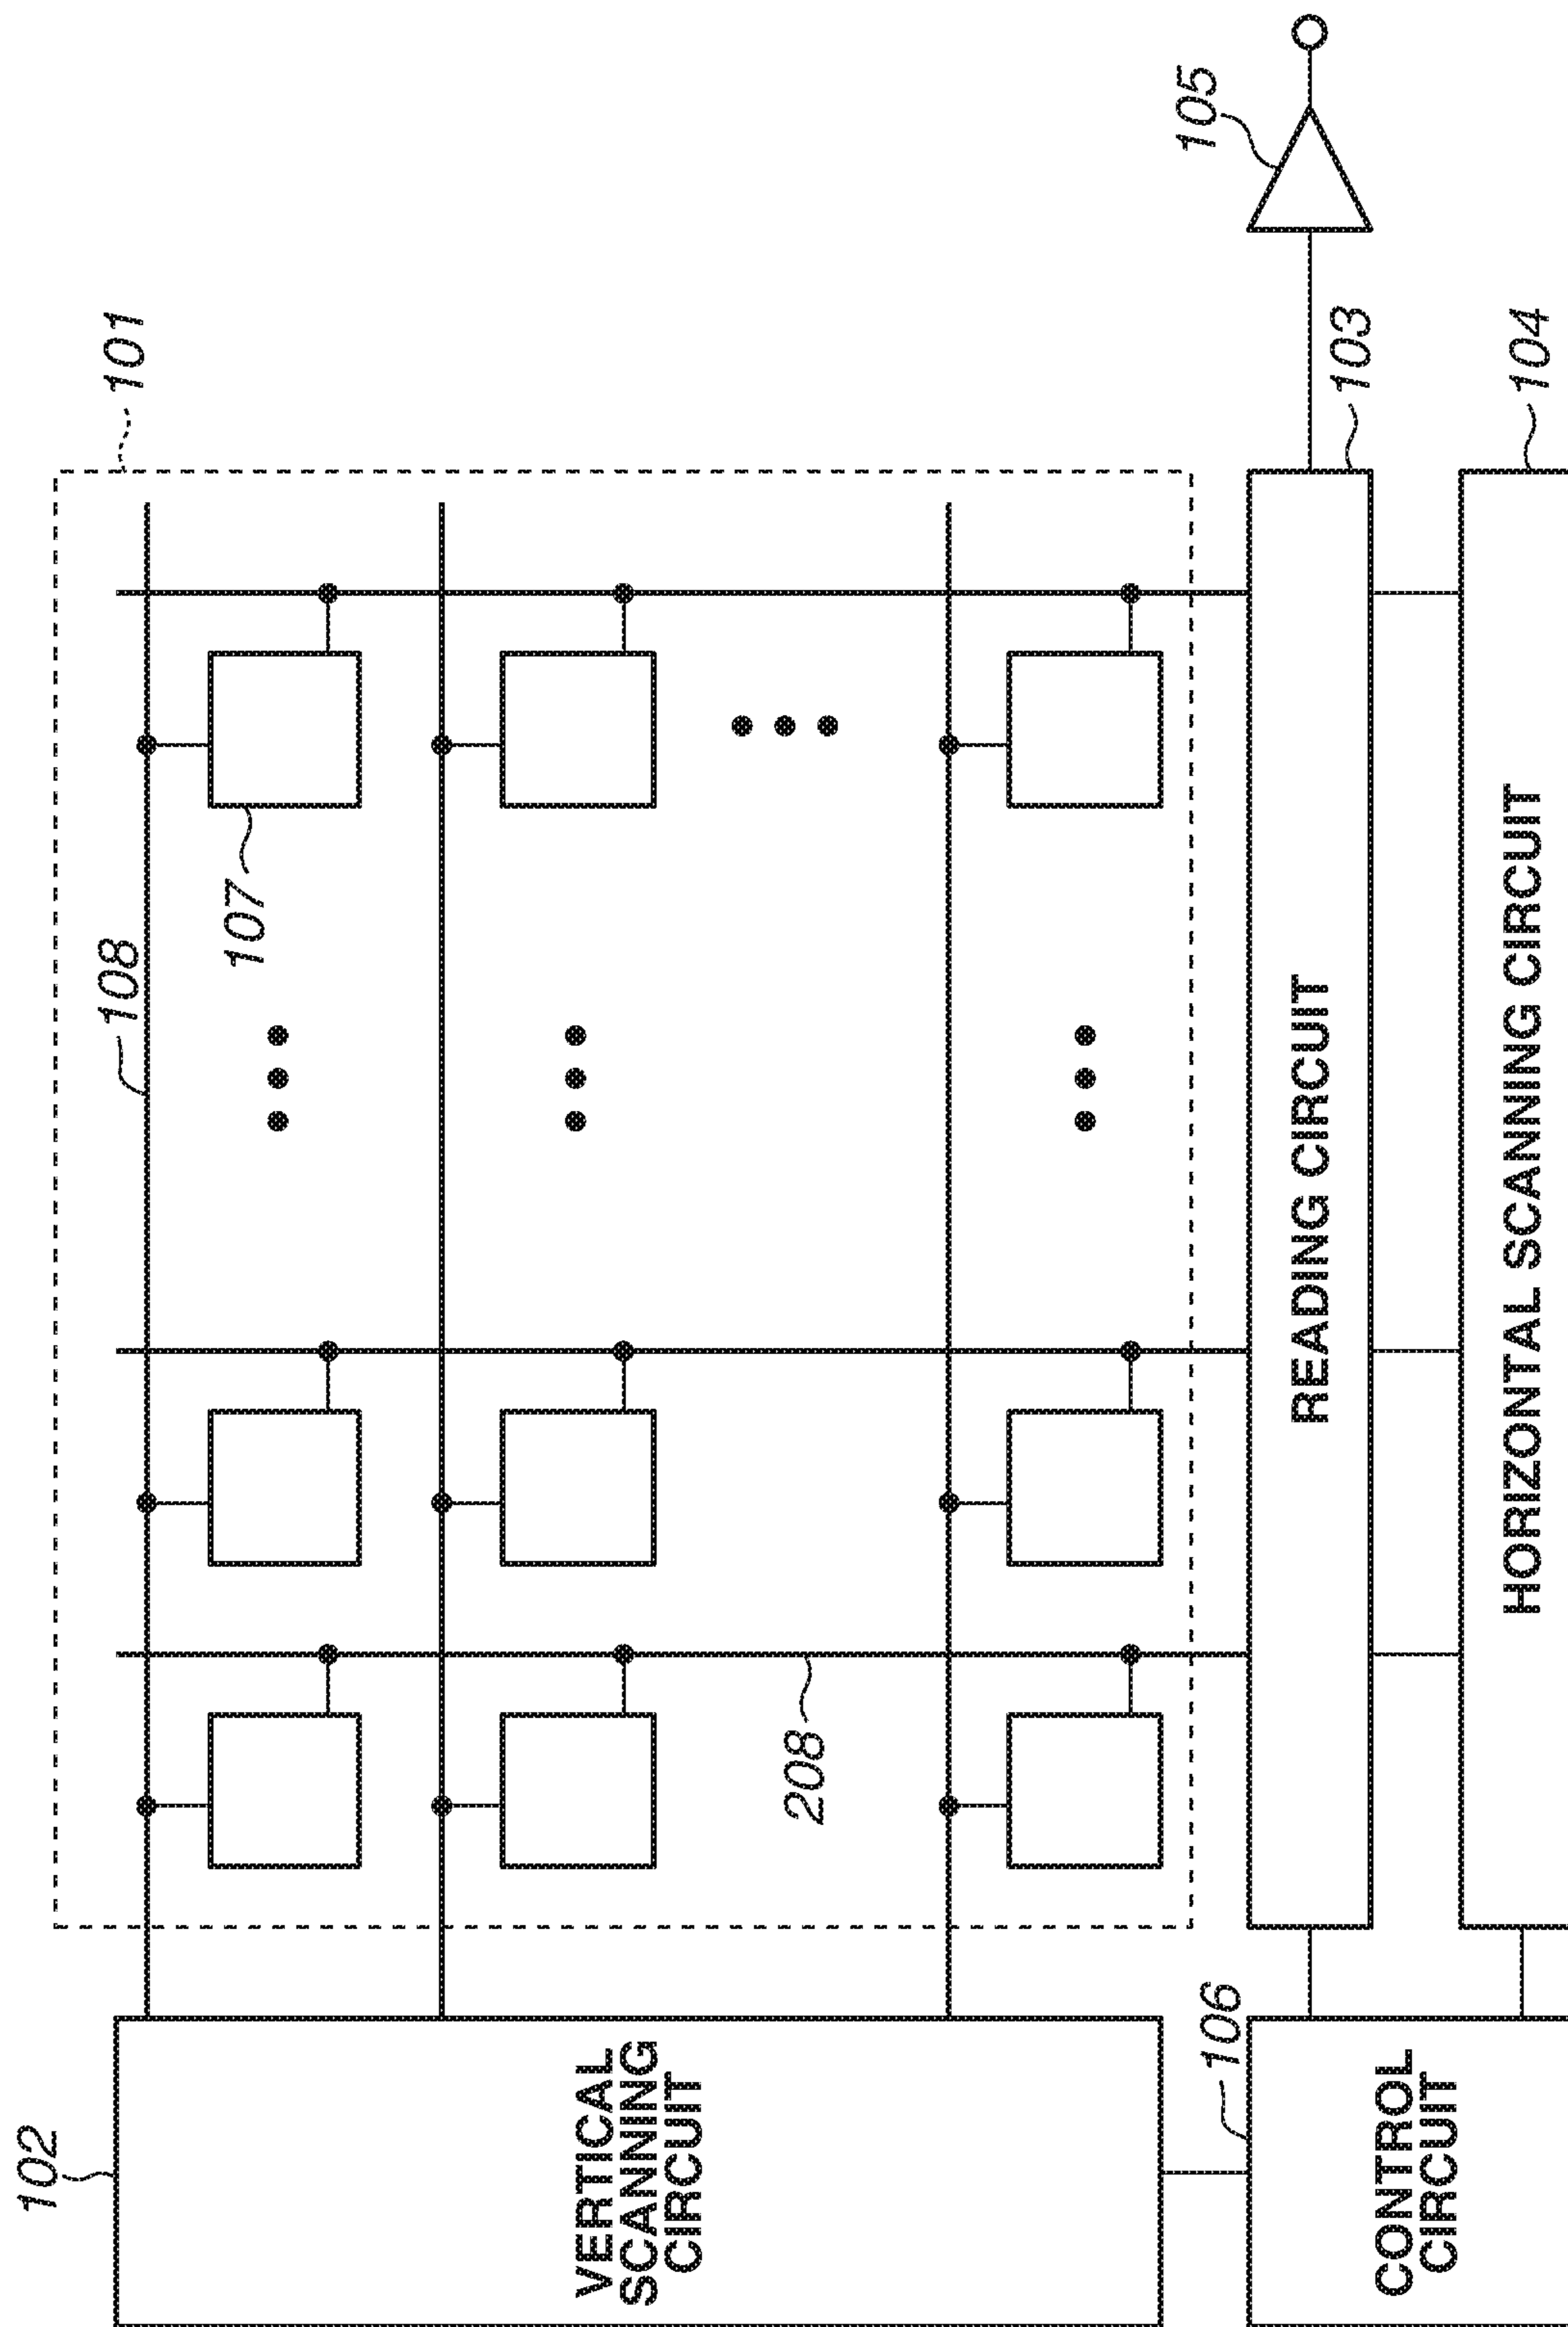 102
VERTICAL
SCANNING
CIRCUIT
101
108
107
208
106
CONTROL
CIRCUIT
READING CIRCUIT
103
105
HORIZONTAL SCANNING CIRCUIT
104